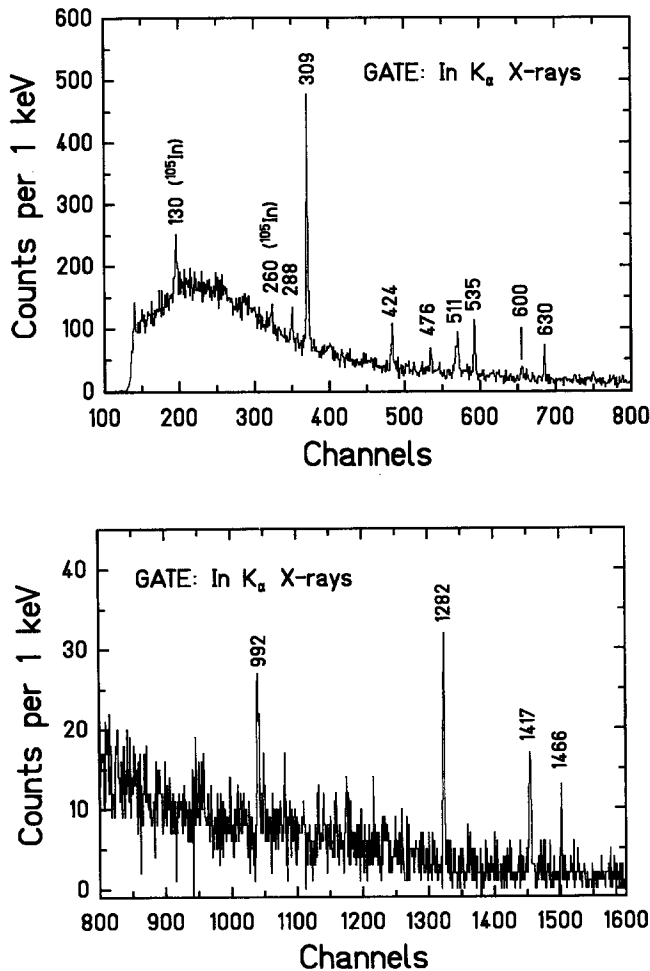 600
500
400
300
200
100
0
Counts per 1 keV
GATE: In Kα X-rays
130 (¹⁰⁵In)
260 (¹⁰⁵In)
288
309
424
476
511
535
600
630
100 200 300 400 500 600 700 800
Channels
40
30
20
10
0
Counts per 1 keV
GATE: In Kα X-rays
992
1282
1417
1466
800 900 1000 1100 1200 1300 1400 1500 1600
Channels